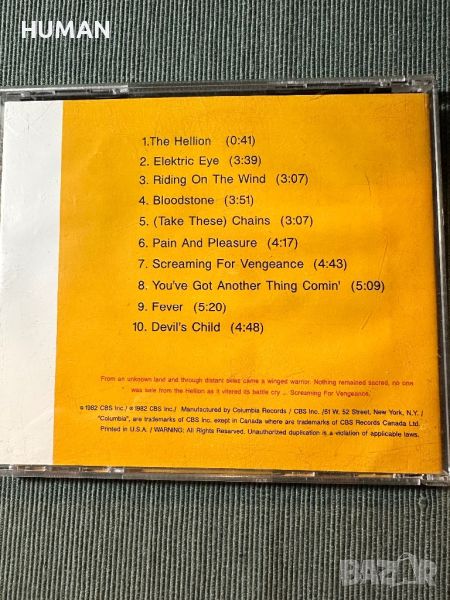 HUMAN
1.The Hellion (0:41)
2. Elektric Eye (3:39)
3. Riding On The Wind (3:07)
4. Bloodstone (3:51)
5. (Take These) Chains (3:07)
6. Pain And Pleasure (4:17)
7. Screaming For Vengeance (4:43)
8. You've Got Another Thing Comin' (5:09)
9. Fever (5:20)
10. Devil's Child (4:48)
'From an unknown land and through distant skies came a winged warrior. Nothing remained sacred, no one
was safe from the Hellion as it uttered its battle cry ... Screaming For Vengeance.'
℗ 1982 CBS Inc./ © 1982 CBS Inc./ Manufactured by Columbia Records / CBS Inc. /51 W. 52 Street, New York, N.Y. /
"Columbia", are trademarks of CBS Inc. exept in Canada where are trademarks of CBS Records Canada Ltd.
Printed in U.S.A. / WARNING: All Rights Reserved. Unauthorized duplication is a violation of applicable laws.
BAZAR